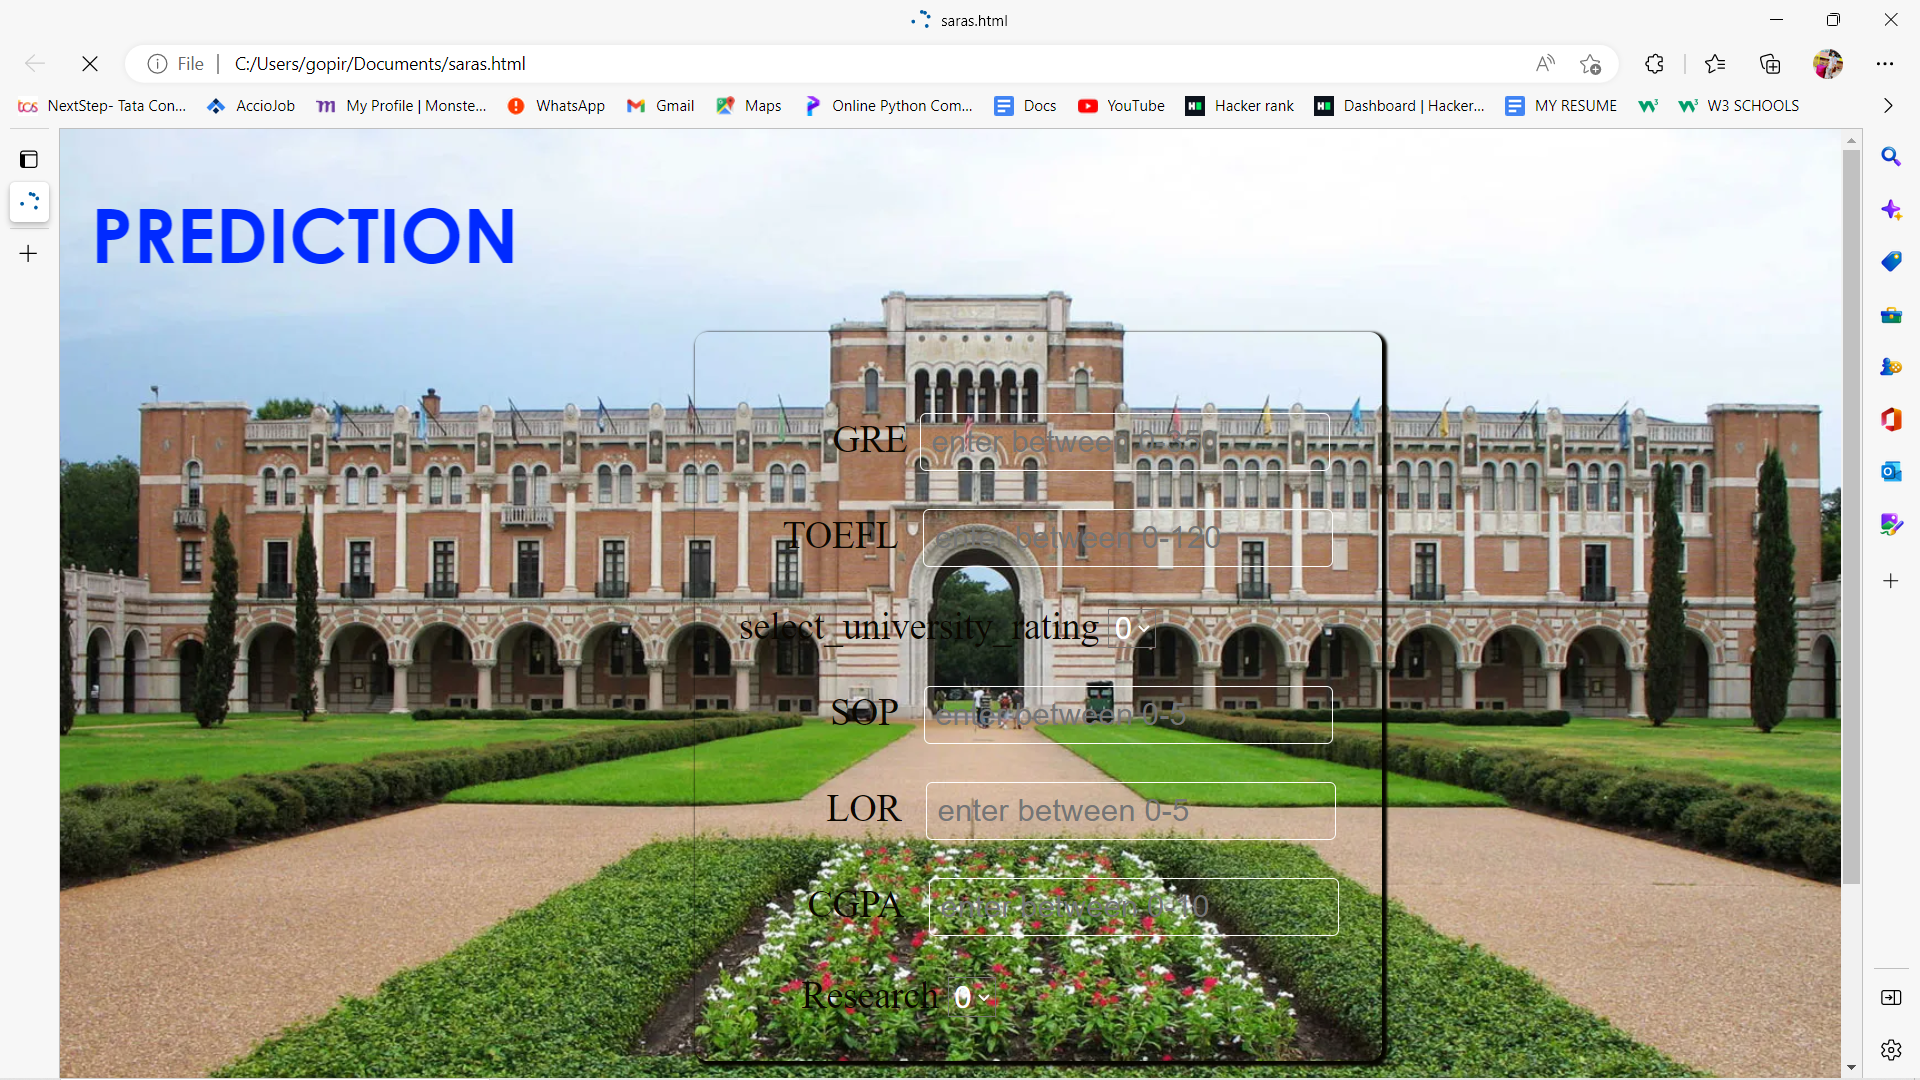 saras.html
File C:/Users/gopir/Documents/saras.html
tcs NextStep- Tata Con... AccioJob My Profile | Monste... WhatsApp Gmail Maps Online Python Com... Docs YouTube Hacker rank Dashboard | Hacker... MY RESUME W3 SCHOOLS
PREDICTION
GRE enter between
TOEFL enter between 0-120
select_university_rating 0
SOP enter between 0-5
LOR enter between 0-5
CGPA enter between 0-10
Research 0